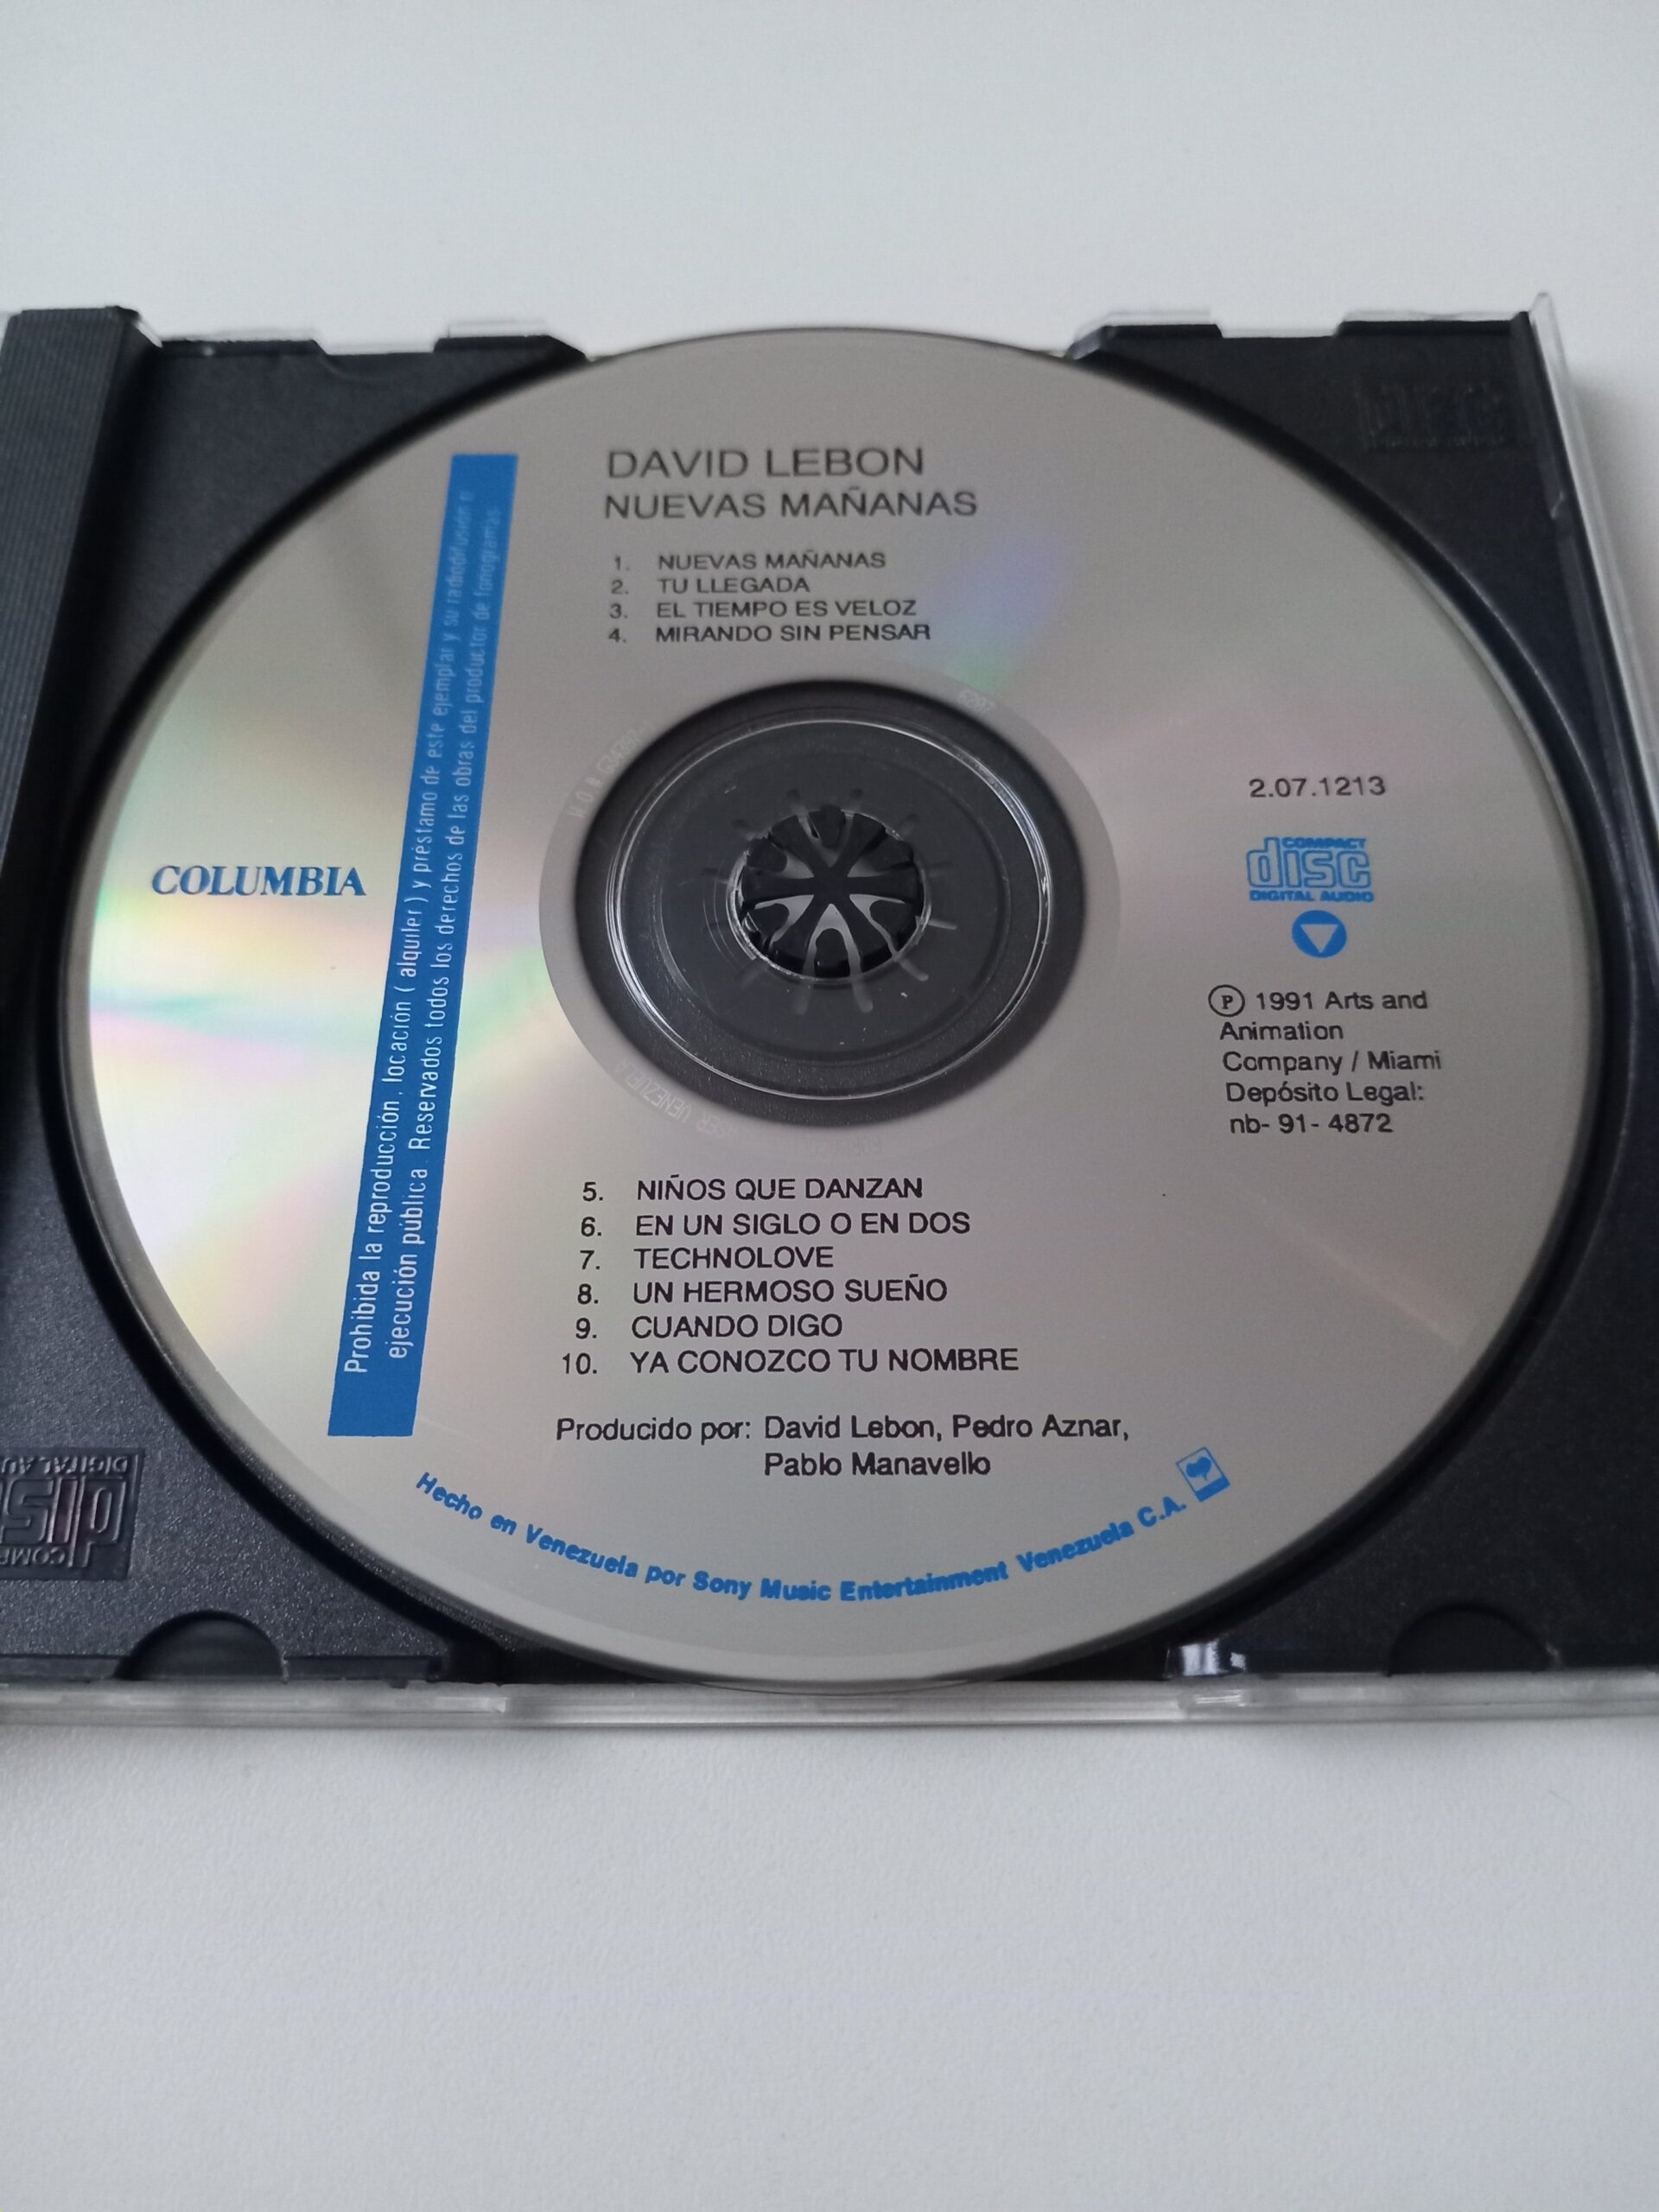 DAVID LEBON
NUEVAS MAÑANAS
1. NUEVAS MAÑANAS
2. TU LLEGADA
3. EL TIEMPO ES VELOZ
4. MIRANDO SIN PENSAR
COLUMBIA
Prohibida la reproducción, locación ( alquiler ) y préstamo de este ejemplar y su radiodifusión o
ejecución pública. Reservados todos los derechos de las obras del productor de fonogramas
2.07.1213
COMPACT
disc
DIGITAL AUDIO
Ⓟ 1991 Arts and
Animation
Company / Miami
Depósito Legal:
nb- 91- 4872
5. NIÑOS QUE DANZAN
6. EN UN SIGLO O EN DOS
7. TECHNOLOVE
8. UN HERMOSO SUEÑO
9. CUANDO DIGO
10. YA CONOZCO TU NOMBRE
Producido por: David Lebon, Pedro Aznar,
Pablo Manavello
Hecho en Venezuela por Sony Music Entertainment Venezuela C.A.